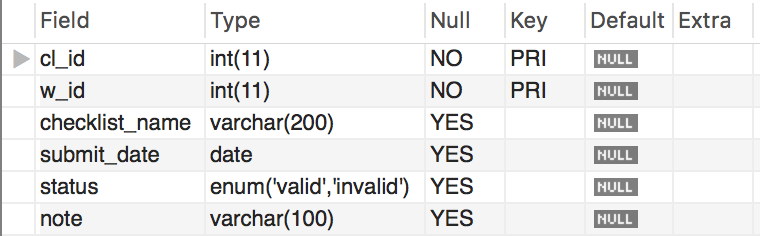 Field Type Null Key Default Extra
cl_id int(11) NO PRI NULL
w_id int(11) NO PRI NULL
checklist_name varchar(200) YES NULL
submit_date date YES NULL
status enum('valid','invalid') YES NULL
note varchar(100) YES NULL